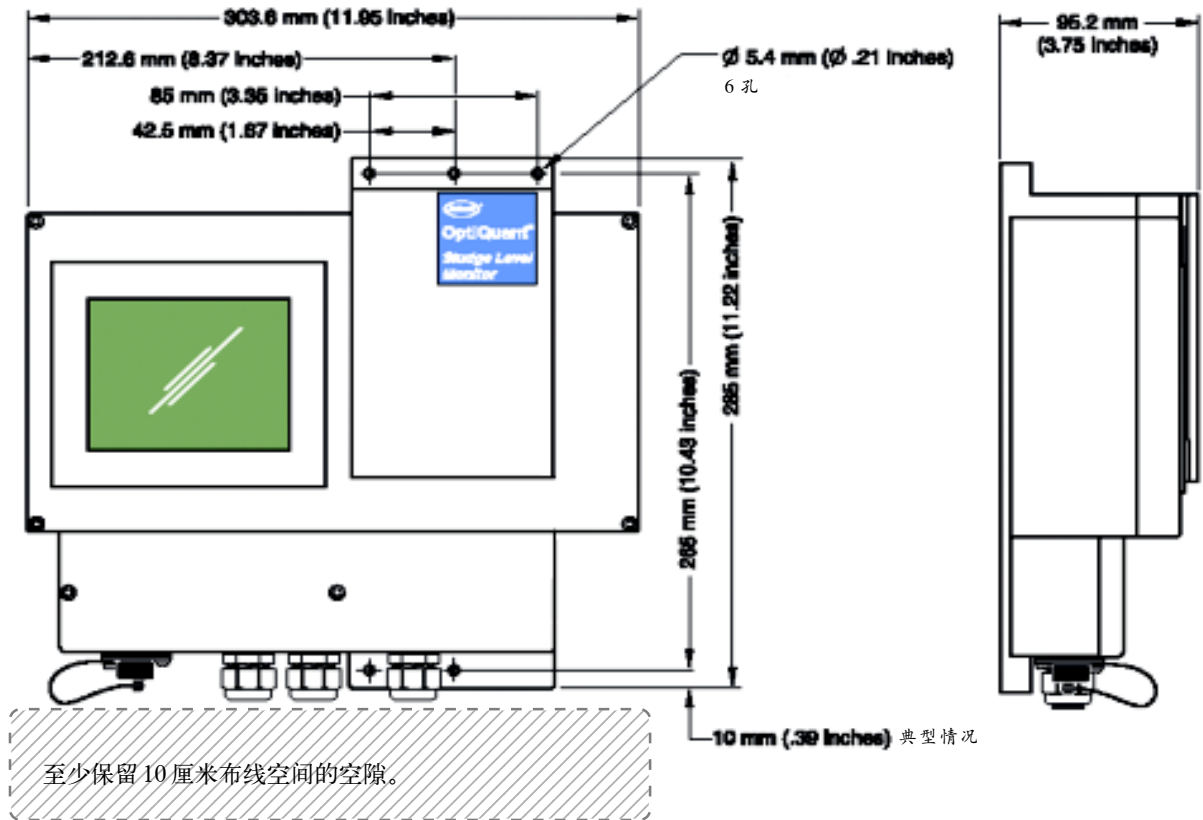 303.6 mm (11.95 inches)
95.2 mm
(3.75 inches)
212.6 mm (8.37 inches)
Ø 5.4 mm (Ø .21 inches)
6 孔
85 mm (3.35 inches)
42.5 mm (1.67 inches)
OptiQuant™
Sludge Level
Monitor
265 mm (10.43 inches)
285 mm (11.22 inches)
10 mm (.39 inches) 典型情况
至少保留 10 厘米布线空间的空隙。